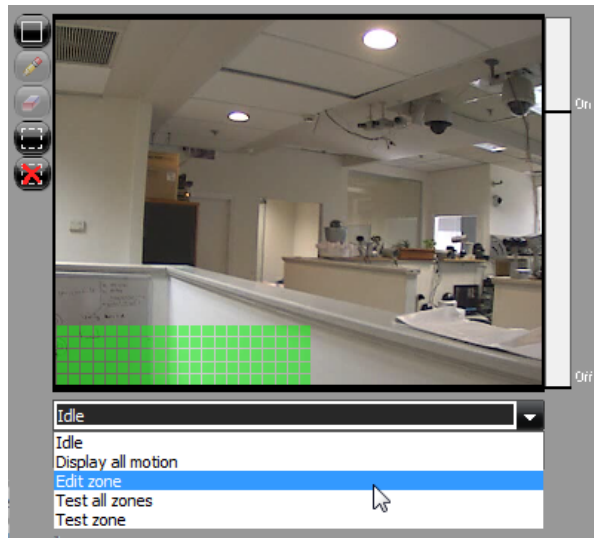 On
Off
Idle
Idle
Display all motion
Edit zone
Test all zones
Test zone